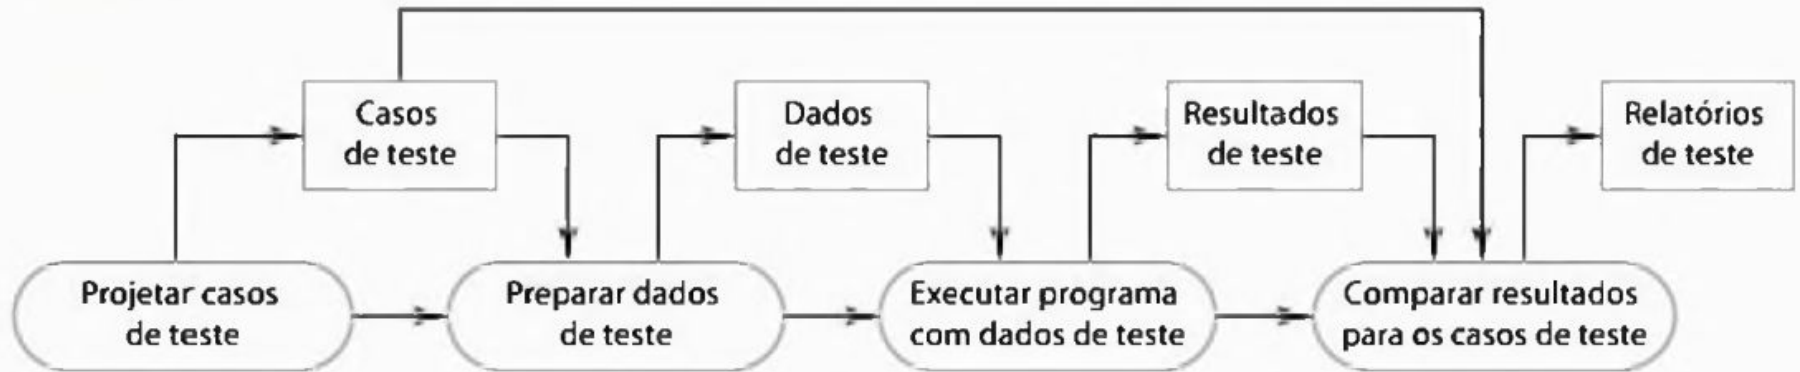 Casos
de teste
Dados
de teste
Resultados
de teste
Relatórios
de teste
Projetar casos
de teste
Preparar dados
de teste
Executar programa
com dados de teste
Comparar resultados
para os casos de teste